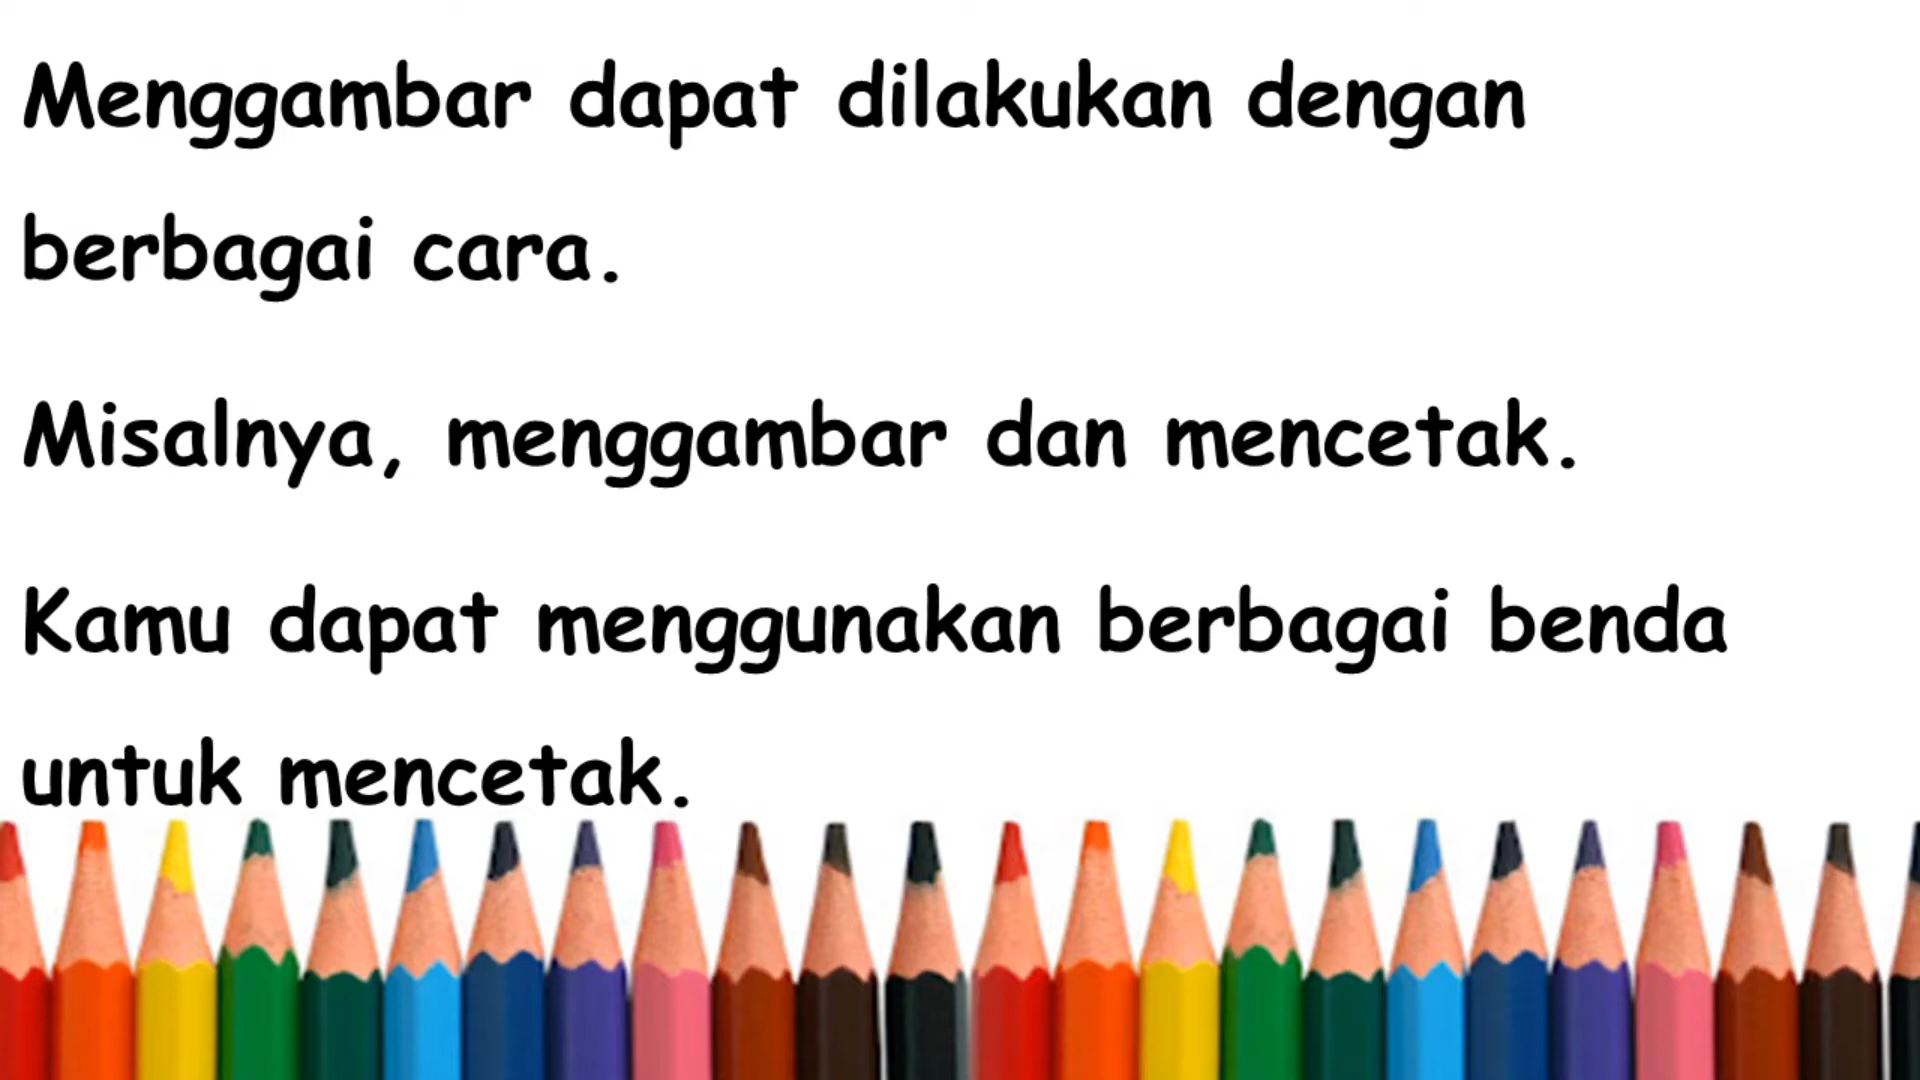 Menggambar dapat dilakukan dengan
berbagai cara.
Misalnya, menggambar dan mencetak.
Kamu dapat menggunakan berbagai benda
untuk mencetak.